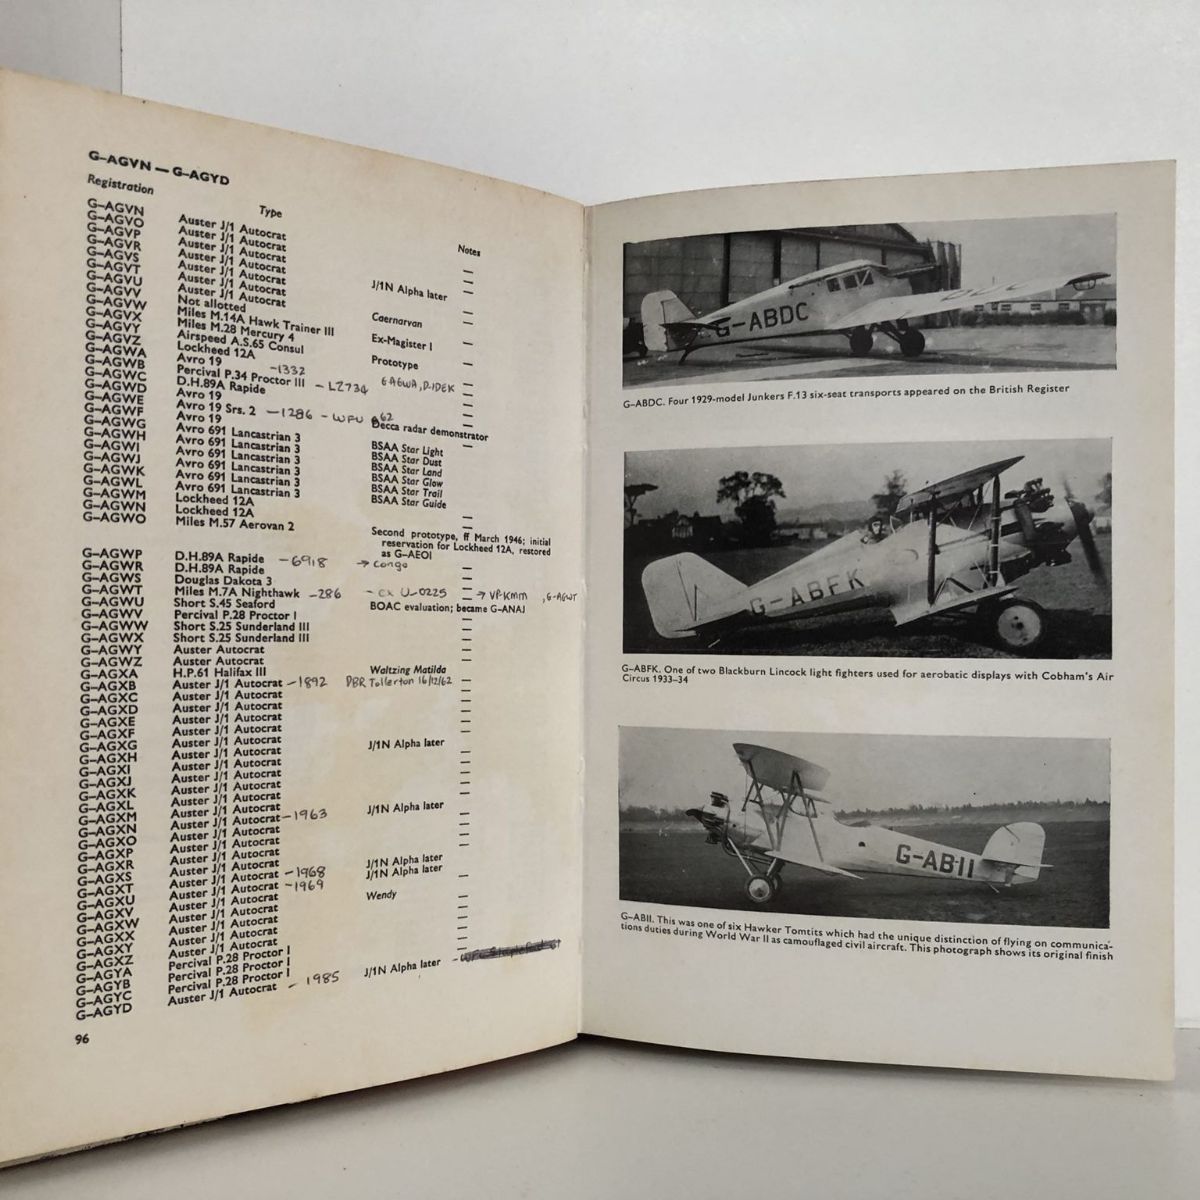 G–AGVN — G–AGYD
Registration Type Notes
G–AGVN Auster J/1 Autocrat —
G–AGVO Auster J/1 Autocrat —
G–AGVP Auster J/1 Autocrat —
G–AGVR Auster J/1 Autocrat J/1N Alpha later
G–AGVS Auster J/1 Autocrat —
G–AGVT Auster J/1 Autocrat —
G–AGVU Auster J/1 Autocrat Caernarvan
G–AGVV Not allotted —
G–AGVW Miles M.14A Hawk Trainer III Ex-Magister I
G–AGVX Miles M.28 Mercury 4 —
G–AGVY Airspeed A.S.65 Consul Prototype
G–AGVZ Lockheed 12A —
G–AGWA Avro 19 -1332 —
G–AGWB Percival P.34 Proctor III - LZ734 G-AGWA, D-IDEK
G–AGWC D.H.89A Rapide —
G–AGWD Avro 19 —
G–AGWE Avro 19 Srs. 2 -1286 - WFU 62
G–AGWF Avro 19 Decca radar demonstrator
G–AGWG Avro 691 Lancastrian 3 BSAA Star Light
G–AGWH Avro 691 Lancastrian 3 BSAA Star Dust
G–AGWI Avro 691 Lancastrian 3 BSAA Star Land
G–AGWJ Avro 691 Lancastrian 3 BSAA Star Glow
G–AGWK Avro 691 Lancastrian 3 BSAA Star Trail
G–AGWL Avro 691 Lancastrian 3 BSAA Star Guide
G–AGWM Lockheed 12A —
G–AGWN Lockheed 12A —
G–AGWO Miles M.57 Aerovan 2 Second prototype, ff March 1946; initial
reservation for Lockheed 12A, restored
as G–AEOI
G–AGWP D.H.89A Rapide -6918 → Congo
G–AGWR D.H.89A Rapide —
G–AGWS Douglas Dakota 3 —
G–AGWT Miles M.7A Nighthawk -286 - ex U-0225 → VP-KMM, G-AGWT
G–AGWU Short S.45 Seaford BOAC evaluation; became G–ANAJ
G–AGWV Percival P.28 Proctor I —
G–AGWW Short S.25 Sunderland III —
G–AGWX Short S.25 Sunderland III —
G–AGWY Auster Autocrat —
G–AGWZ Auster Autocrat —
G–AGXA H.P.61 Halifax III Waltzing Matilda
G–AGXB Auster J/1 Autocrat -1892 DBR Tollerton 16/12/62
G–AGXC Auster J/1 Autocrat —
G–AGXD Auster J/1 Autocrat —
G–AGXE Auster J/1 Autocrat —
G–AGXF Auster J/1 Autocrat —
G–AGXG Auster J/1 Autocrat J/1N Alpha later
G–AGXH Auster J/1 Autocrat —
G–AGXI Auster J/1 Autocrat —
G–AGXJ Auster J/1 Autocrat —
G–AGXK Auster J/1 Autocrat —
G–AGXL Auster J/1 Autocrat —
G–AGXM Auster J/1 Autocrat -1963 J/1N Alpha later
G–AGXN Auster J/1 Autocrat —
G–AGXO Auster J/1 Autocrat —
G–AGXP Auster J/1 Autocrat —
G–AGXR Auster J/1 Autocrat —
G–AGXS Auster J/1 Autocrat -1968 J/1N Alpha later
G–AGXT Auster J/1 Autocrat -1969 J/1N Alpha later
G–AGXU Auster J/1 Autocrat —
G–AGXV Auster J/1 Autocrat Wendy
G–AGXW Auster J/1 Autocrat —
G–AGXX Auster J/1 Autocrat —
G–AGXY Auster J/1 Autocrat —
G–AGXZ Auster J/1 Autocrat —
G–AGYA Percival P.28 Proctor I —
G–AGYB Percival P.28 Proctor I —
G–AGYC Percival P.28 Proctor I —
G–AGYD Auster J/1 Autocrat - 1985 J/1N Alpha later
96
G-ABDC
G–ABDC. Four 1929-model Junkers F.13 six-seat transports appeared on the British Register
G-ABFK
G–ABFK. One of two Blackburn Lincock light fighters used for aerobatic displays with Cobham's Air
Circus 1933–34
G-ABII
G–ABII. This was one of six Hawker Tomtits which had the unique distinction of flying on communica-
tions duties during World War II as camouflaged civil aircraft. This photograph shows its original finish